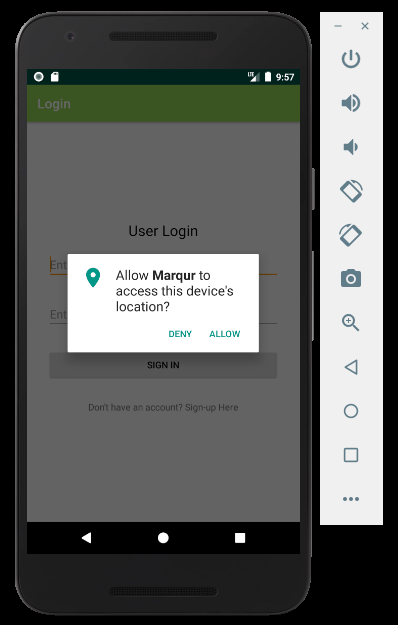 LTE 9:57
Login
User Login
Ent
Allow Marqur to
access this device's
location?
Ent
DENY ALLOW
SIGN IN
Don't have an account? Sign-up Here